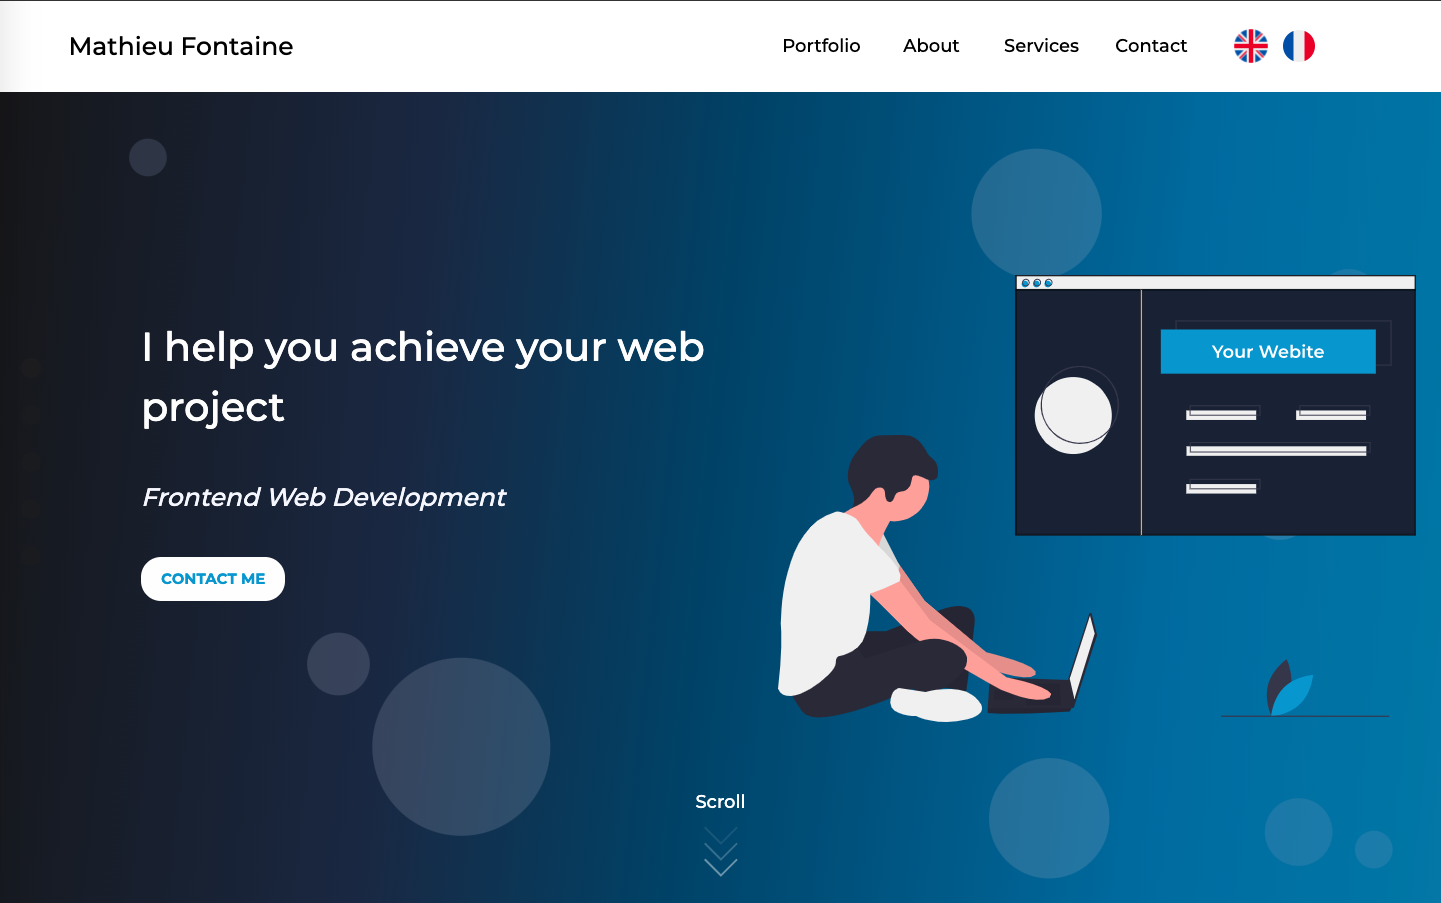 Mathieu Fontaine
Portfolio About Services Contact
I help you achieve your web
project
Frontend Web Development
CONTACT ME
Your Webite
Scroll